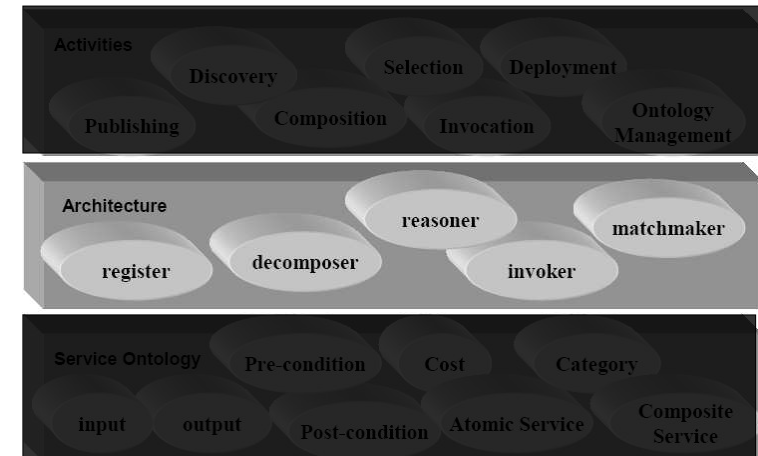 Activities
Discovery
Selection
Deployment
Publishing
Composition
Invocation
Ontology
Management
Architecture
register
decomposer
reasoner
invoker
matchmaker
Service Ontology
Pre-condition
Cost
Category
input
output
Post-condition
Atomic Service
Composite
Service